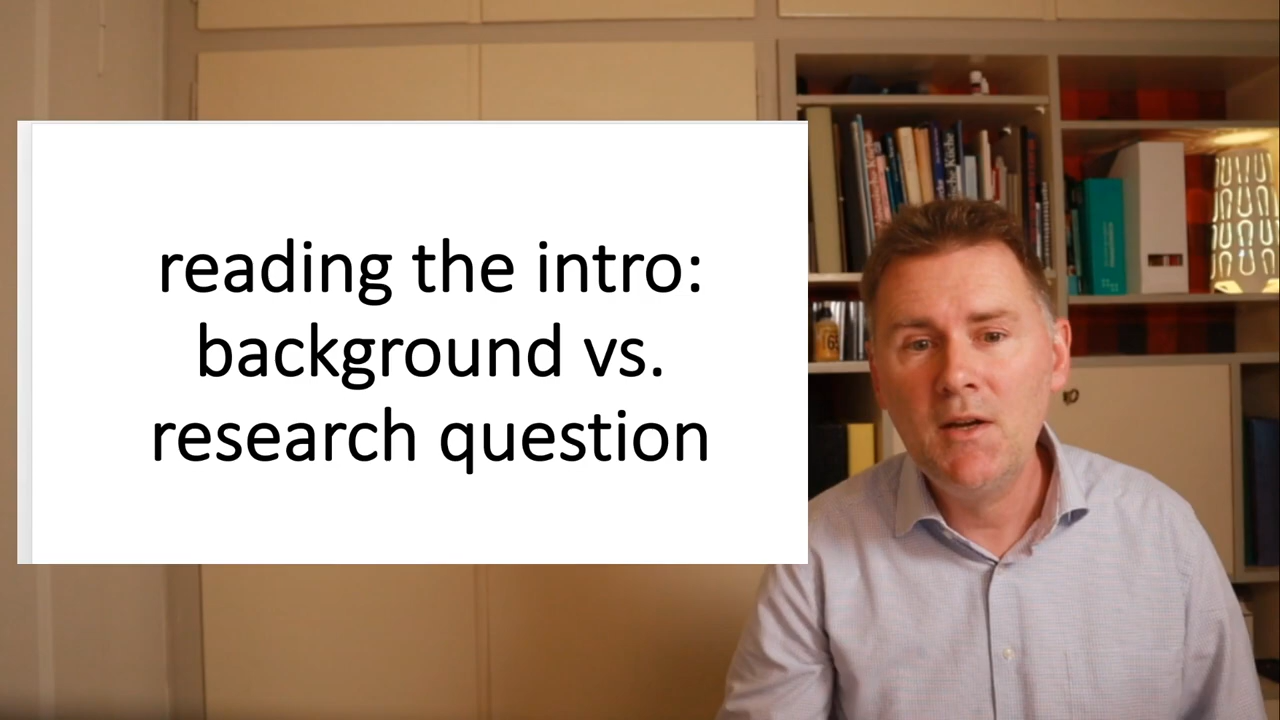 reading the intro:
background vs.
research question